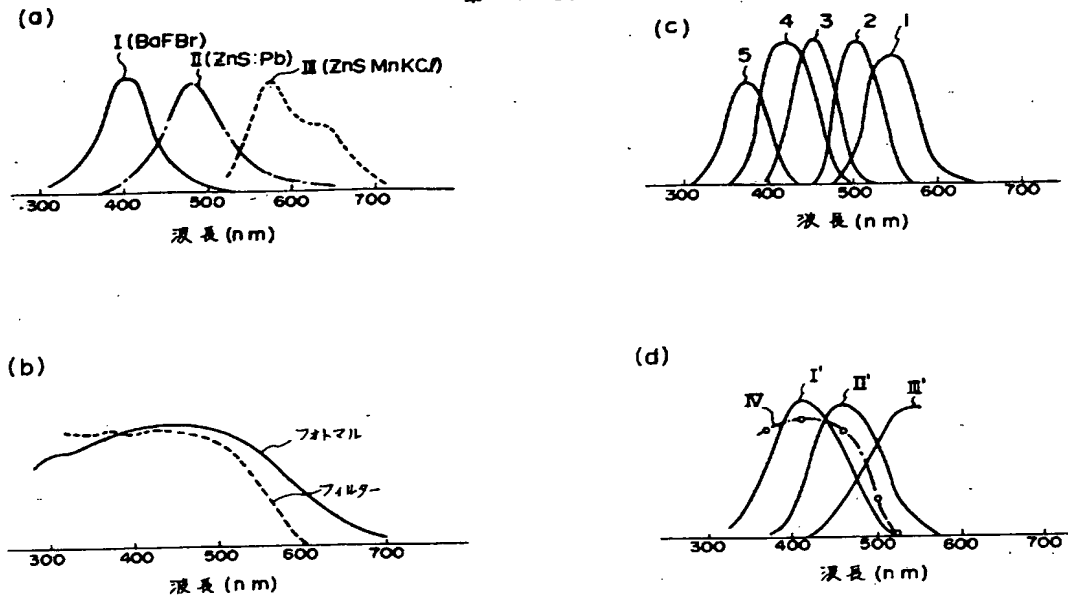 (a)
I (BaFBr)
II (ZnS:Pb)
III (ZnS MnKCl)
300 400 500 600 700
波長 (nm)
(b)
フォトマル
フィルター
300 400 500 600 700
波長 (nm)
(c)
5 4 3 2 1
300 400 500 600 700
波長 (nm)
(d)
I'
II'
III'
IV
300 400 500 600 700
波長 (nm)